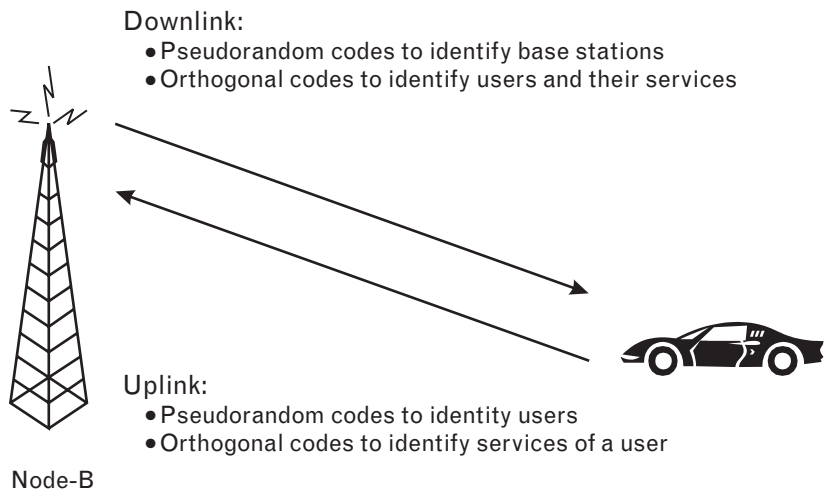 Downlink:
•Pseudorandom codes to identify base stations
•Orthogonal codes to identify users and their services
Uplink:
•Pseudorandom codes to identity users
•Orthogonal codes to identify services of a user
Node-B